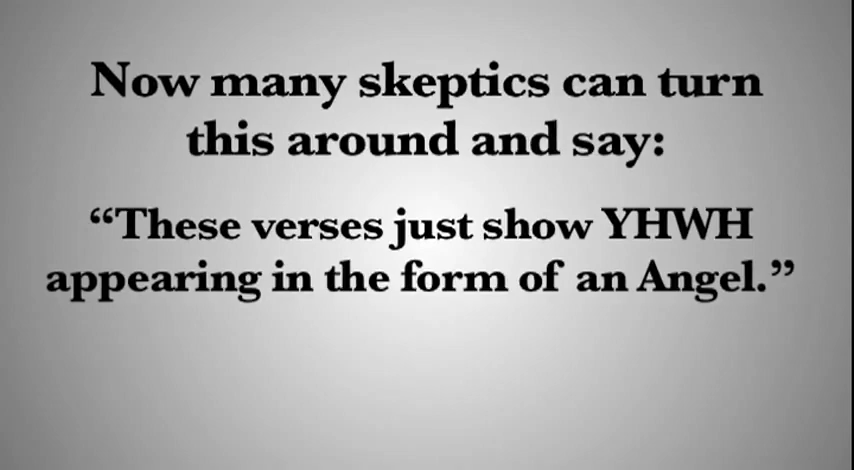 Now many skeptics can turn
this around and say:
“These verses just show YHWH
appearing in the form of an Angel.”